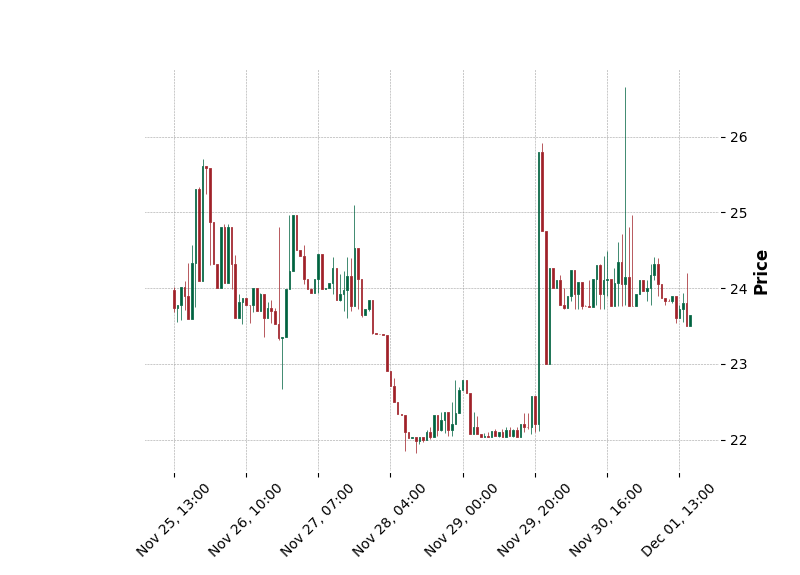 26
25
24
23
22
Price
Nov 25, 13:00
Nov 26, 10:00
Nov 27, 07:00
Nov 28, 04:00
Nov 29, 00:00
Nov 29, 20:00
Nov 30, 16:00
Dec 01, 13:00